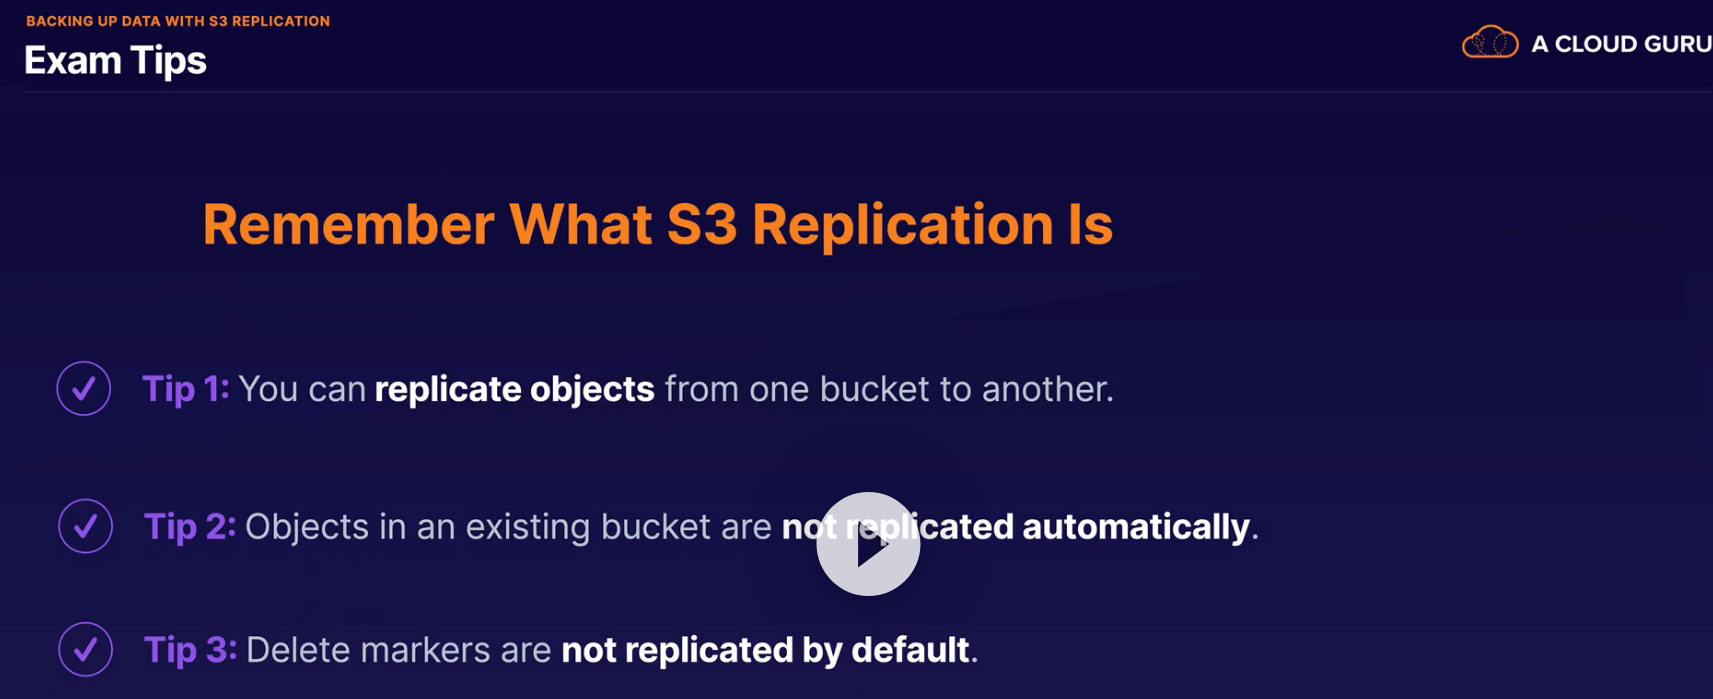 BACKING UP DATA WITH S3 REPLICATION
Exam Tips
A CLOUD GURU
Remember What S3 Replication Is
Tip 1: You can replicate objects from one bucket to another.
Tip 2: Objects in an existing bucket are not replicated automatically.
Tip 3: Delete markers are not replicated by default.